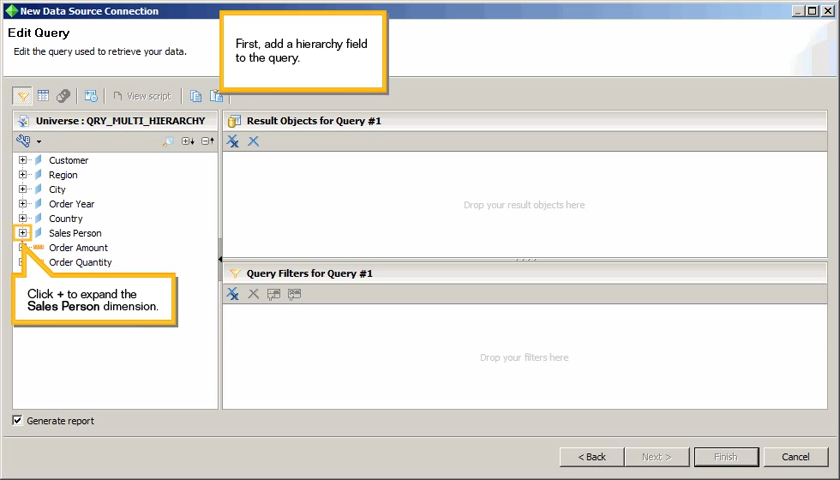 New Data Source Connection
Edit Query
Edit the query used to retrieve your data.
First, add a hierarchy field
to the query.
View script
Universe : QRY_MULTI_HIERARCHY
Result Objects for Query #1
Customer
Region
City
Order Year
Country
Sales Person
Order Amount
Order Quantity
Drop your result objects here
Query Filters for Query #1
Click + to expand the
Sales Person dimension.
Drop your filters here
Generate report
< Back
Next >
Finish
Cancel